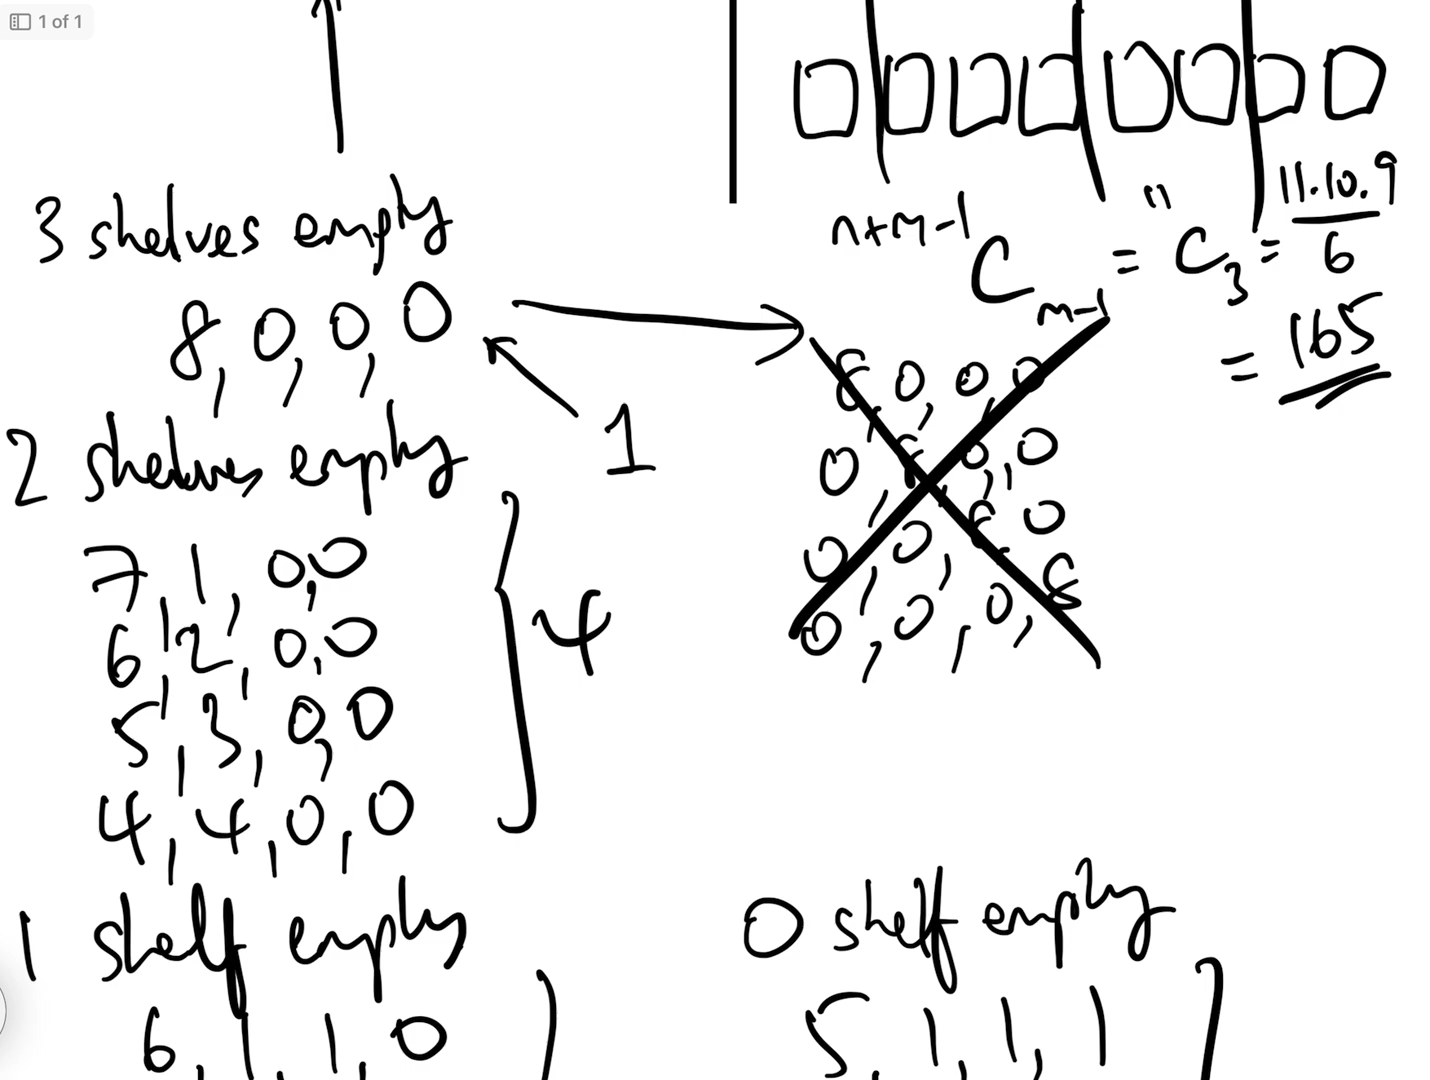 1 of 1
n+m-1 C m-1 = 11 C 3 = 11.10.9 / 6
= 165
3 shelves empty
8, 0, 0, 0
1
2 shelves empty
7, 1, 0, 0
6, 2, 0, 0
5, 3, 0, 0
4, 4, 0, 0
4
8, 0, 0, 0
0, 8, 0, 0
0, 0, 8, 0
0, 0, 0, 8
1 shelf empty
6, 1, 1, 0
0 shelf empty
5, 1, 1, 1